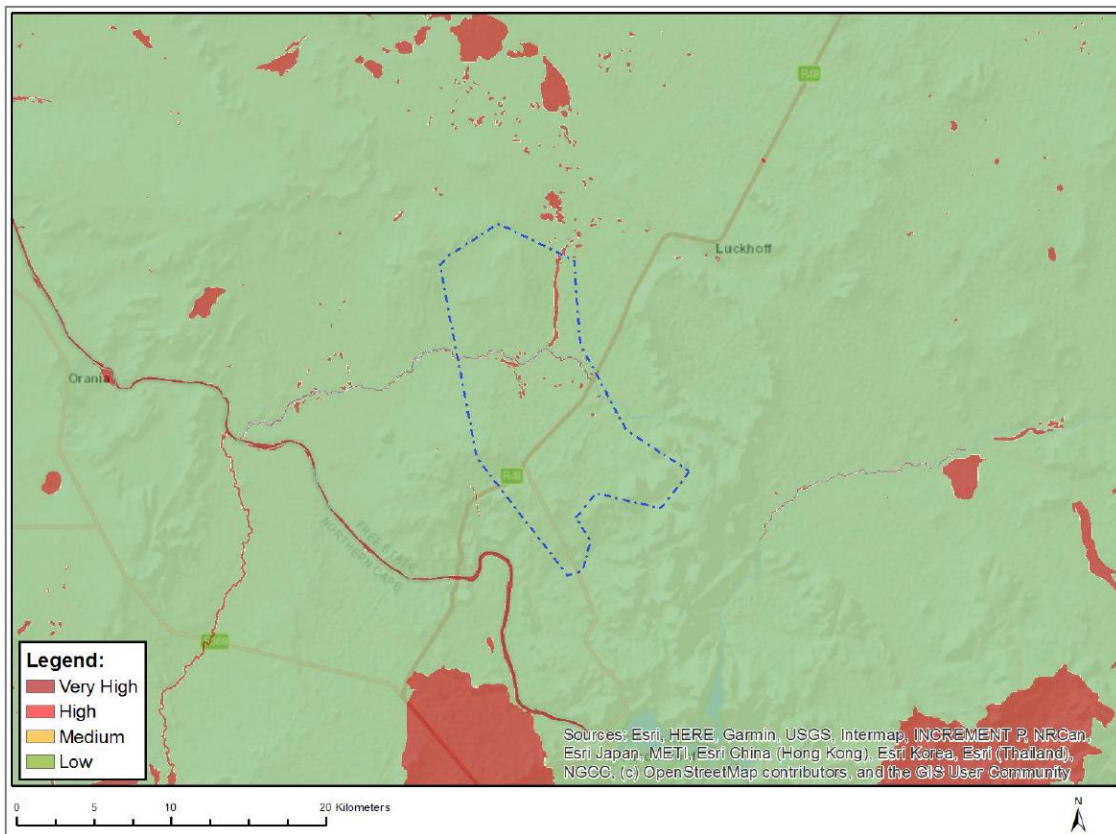 R48
Luckhoff
Orania
R48
FREE STATE
NORTHERN CAPE
Legend:
Very High
High
Medium
Low
Sources: Esri, HERE, Garmin, USGS, Intermap, INCREMENT P, NRCan,
Esri Japan, METI, Esri China (Hong Kong), Esri Korea, Esri (Thailand),
NGCC, (c) OpenStreetMap contributors, and the GIS User Community
0 5 10 20 Kilometers
N